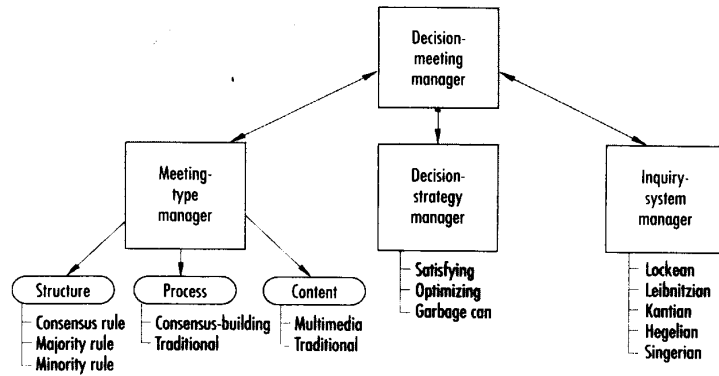 Decision-
meeting
manager
Meeting-
type
manager
Decision-
strategy
manager
Inquiry-
system
manager
Structure
Process
Content
Consensus rule
Majority rule
Minority rule
Consensus-building
Traditional
Multimedia
Traditional
Satisfying
Optimizing
Garbage can
Lockean
Leibnitzian
Kantian
Hegelian
Singerian